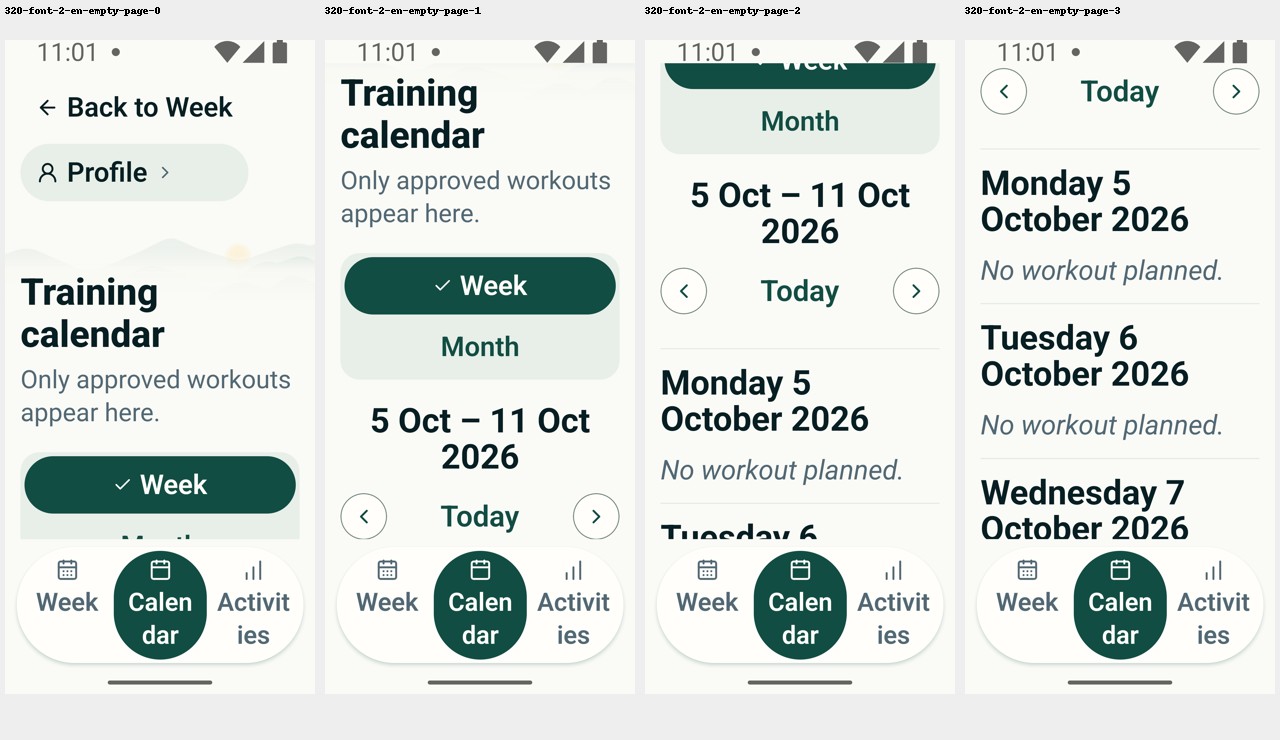 320-font-2-en-empty-page-0
11:01
Back to Week
Profile
Training
calendar
Only approved workouts
appear here.
Week
Month
Week
Calen
dar
Activit
ies
320-font-2-en-empty-page-1
11:01
Training
calendar
Only approved workouts
appear here.
Week
Month
5 Oct – 11 Oct
2026
Today
Week
Calen
dar
Activit
ies
320-font-2-en-empty-page-2
11:01
Week
Month
5 Oct – 11 Oct
2026
Today
Monday 5
October 2026
No workout planned.
Tuesday 6
Week
Calen
dar
Activit
ies
320-font-2-en-empty-page-3
11:01
Today
Monday 5
October 2026
No workout planned.
Tuesday 6
October 2026
No workout planned.
Wednesday 7
October 2026
Week
Calen
dar
Activit
ies